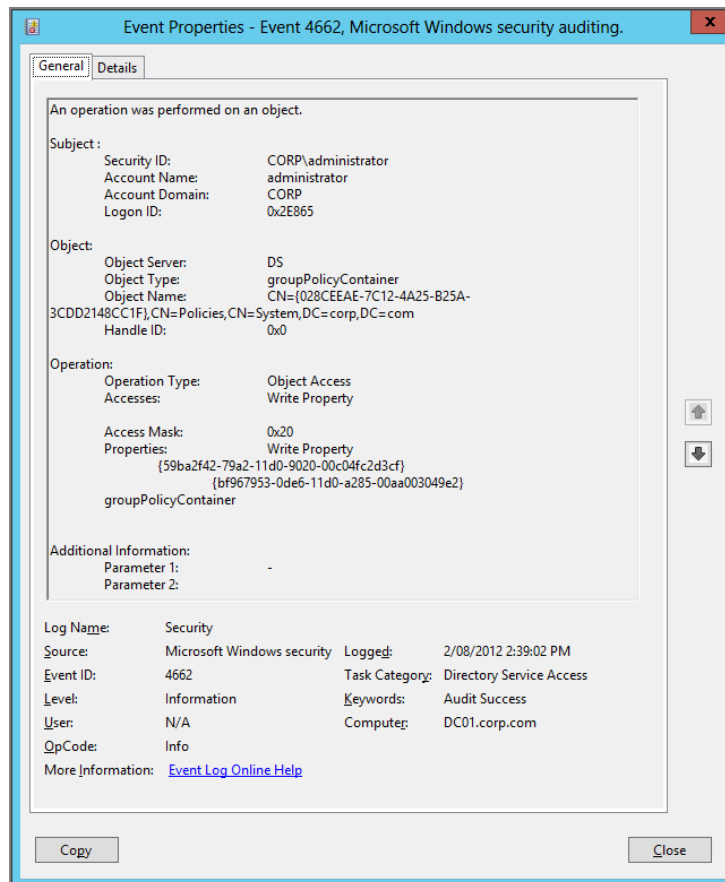 Event Properties - Event 4662, Microsoft Windows security auditing.
x
General Details
An operation was performed on an object.
Subject :
Security ID: CORP\administrator
Account Name: administrator
Account Domain: CORP
Logon ID: 0x2E865
Object:
Object Server: DS
Object Type: groupPolicyContainer
Object Name: CN={028CEEAE-7C12-4A25-B25A-
3CDD2148CC1F},CN=Policies,CN=System,DC=corp,DC=com
Handle ID: 0x0
Operation:
Operation Type: Object Access
Accesses: Write Property
Access Mask: 0x20
Properties: Write Property
{59ba2f42-79a2-11d0-9020-00c04fc2d3cf}
{bf967953-0de6-11d0-a285-00aa003049e2}
groupPolicyContainer
Additional Information:
Parameter 1: -
Parameter 2:
Log Name: Security
Source: Microsoft Windows security Logged: 2/08/2012 2:39:02 PM
Event ID: 4662 Task Category: Directory Service Access
Level: Information Keywords: Audit Success
User: N/A Computer: DC01.corp.com
OpCode: Info
More Information: Event Log Online Help
Copy Close